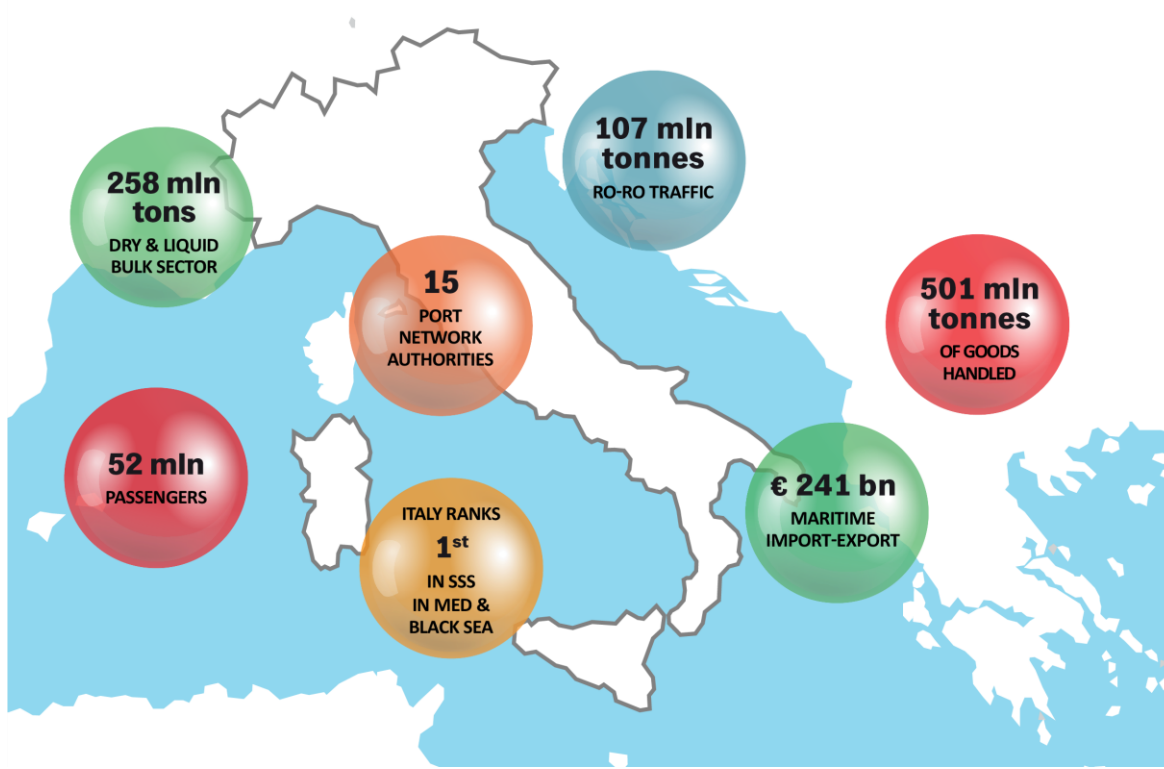 107 mln
tonnes
RO-RO TRAFFIC
258 mln
tons
DRY & LIQUID
BULK SECTOR
15
PORT
NETWORK
AUTHORITIES
501 mln
tonnes
OF GOODS
HANDLED
52 mln
PASSENGERS
ITALY RANKS
1st
IN SSS
IN MED &
BLACK SEA
€ 241 bn
MARITIME
IMPORT-EXPORT